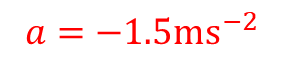 a = −1.5ms⁻²